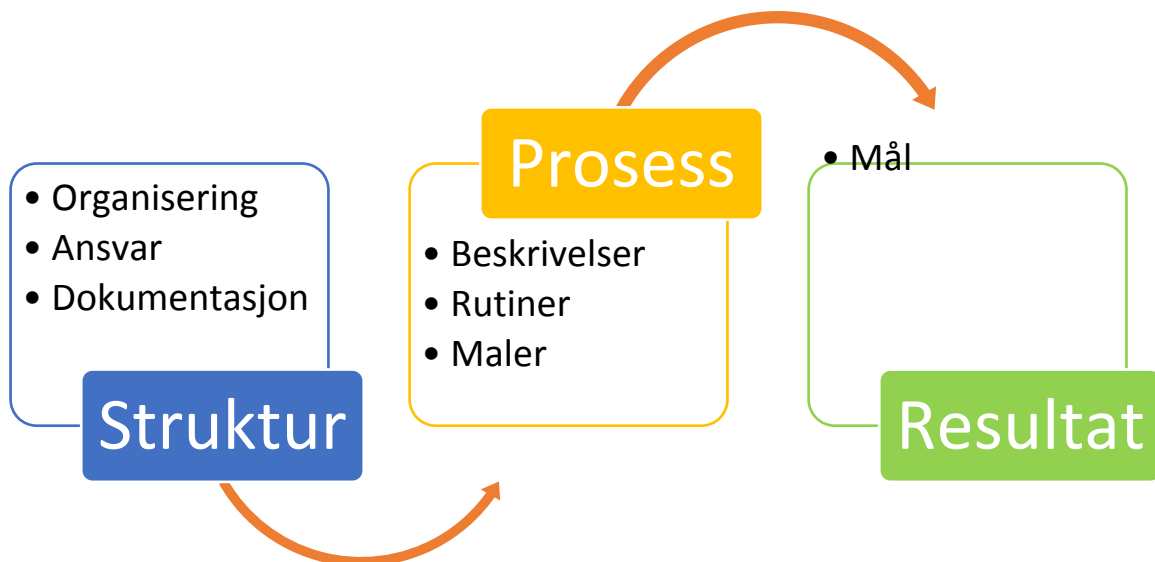 • Organisering
• Ansvar
• Dokumentasjon
Struktur
Prosess
• Beskrivelser
• Rutiner
• Maler
• Mål
Resultat